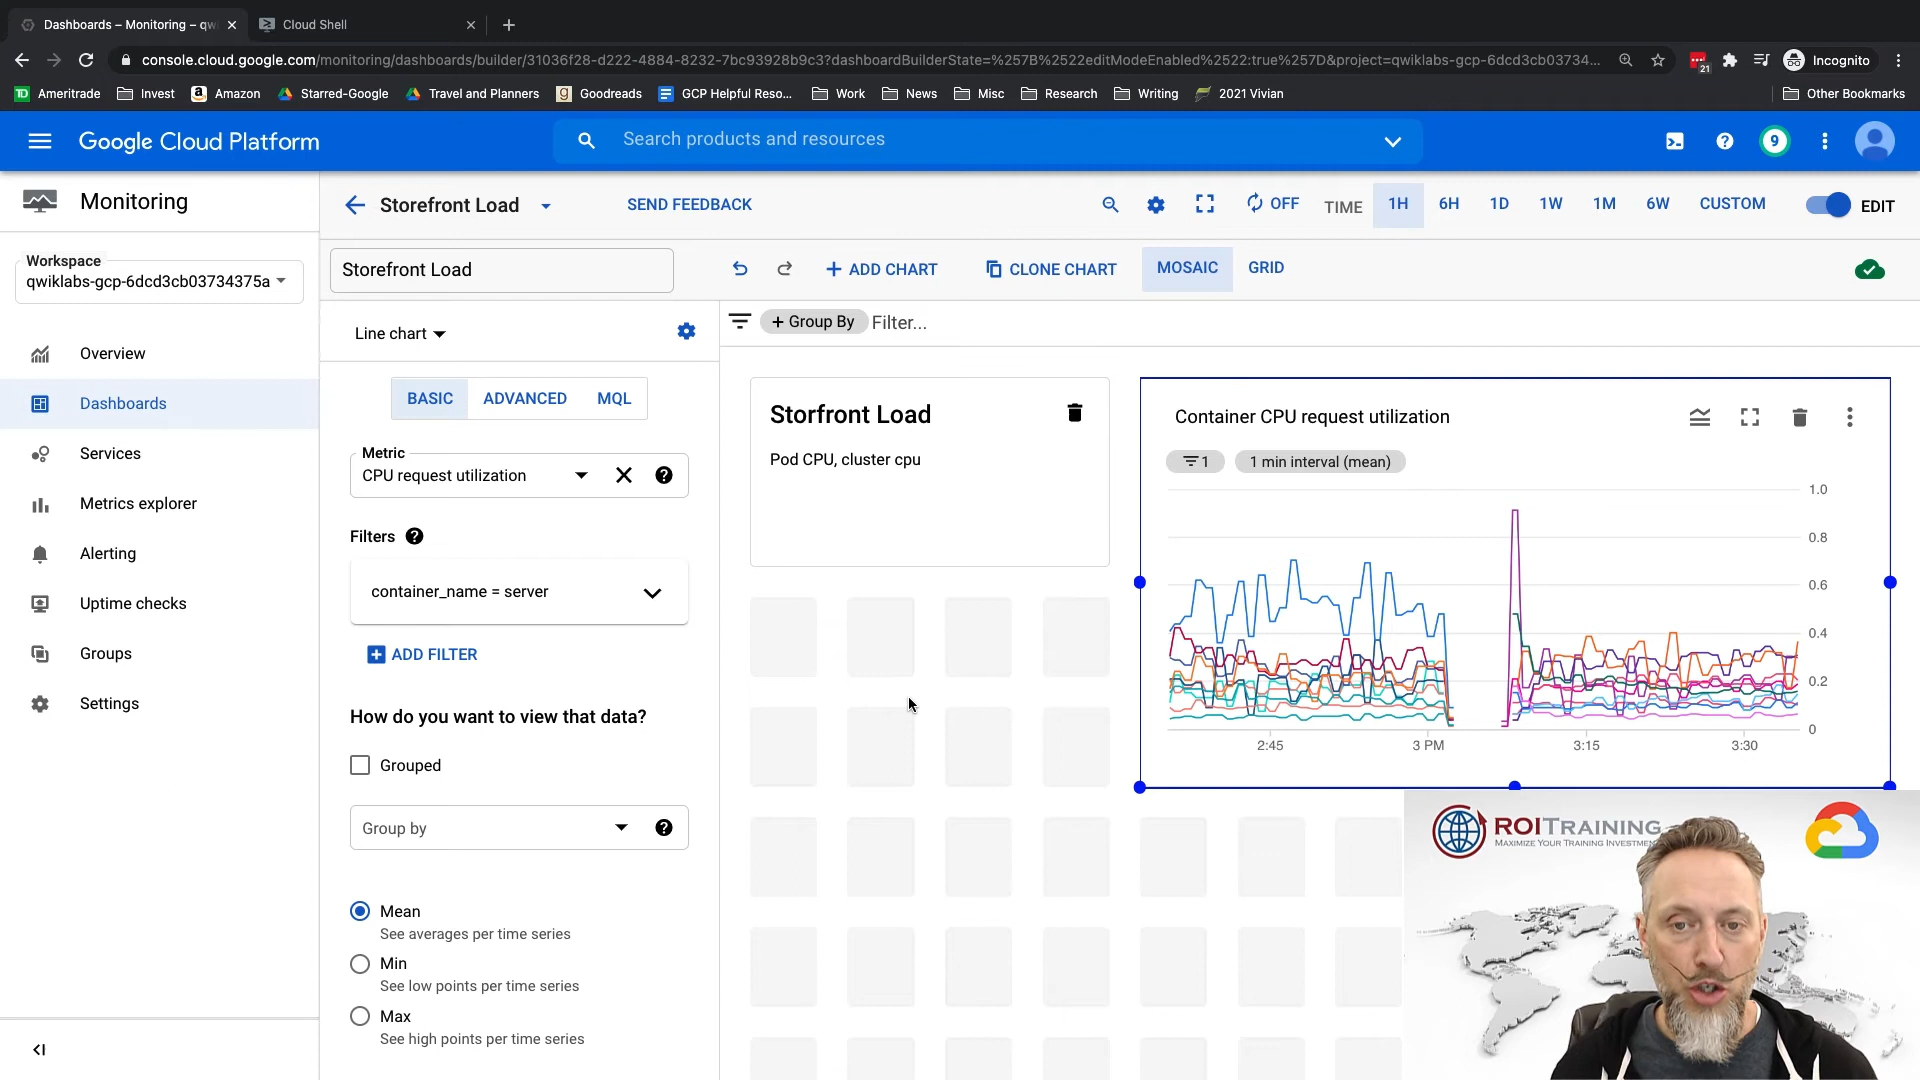 Dashboards – Monitoring – qw
Cloud Shell
console.cloud.google.com/monitoring/dashboards/builder/31036f28-d222-4884-8232-7bc93928b9c3?dashboardBuilderState=%257B%2522editModeEnabled%2522:true%257D&project=qwiklabs-gcp-6dcd3cb03734...
21
Incognito
Ameritrade
Invest
Amazon
Starred-Google
Travel and Planners
Goodreads
GCP Helpful Reso...
Work
News
Misc
Research
Writing
2021 Vivian
Other Bookmarks
Google Cloud Platform
Search products and resources
9
Monitoring
Storefront Load
SEND FEEDBACK
OFF
TIME
1H
6H
1D
1W
1M
6W
CUSTOM
EDIT
Workspace
qwiklabs-gcp-6dcd3cb03734375a
Storefront Load
ADD CHART
CLONE CHART
MOSAIC
GRID
Overview
Dashboards
Services
Metrics explorer
Alerting
Uptime checks
Groups
Settings
Line chart
BASIC
ADVANCED
MQL
Metric
CPU request utilization
Filters
container_name = server
ADD FILTER
How do you want to view that data?
Grouped
Group by
Mean
See averages per time series
Min
See low points per time series
Max
See high points per time series
+ Group By
Filter...
Storfront Load
Pod CPU, cluster cpu
Container CPU request utilization
1
1 min interval (mean)
1.0
0.8
0.6
0.4
0.2
0
2:45
3 PM
3:15
3:30
ROITRAINING
MAXIMIZE YOUR TRAINING INVESTMENT